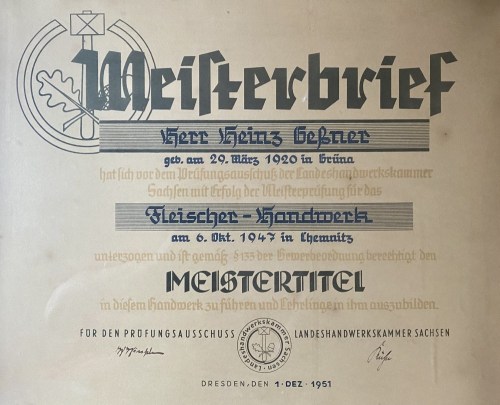 Meisterbrief
Herr Heinz Geßner
geb. am 29. März 1920 in Grüna
hat sich vor dem Prüfungsausschuß der Landeshandwerkskammer
Sachsen mit Erfolg der Meisterprüfung für das
Fleischer-Handwerk
am 6. Okt. 1947 in Chemnitz
unterzogen und ist gemäß § 133 der Gewerbeordnung berechtigt den
MEISTERTITEL
in diesem Handwerk zu führen und Lehrlinge in ihm auszubilden.
FÜR DEN PRÜFUNGSAUSSCHUSS LANDESHANDWERKSKAMMER SACHSEN
Landeshandwerkskammer Sachsen
DRESDEN, DEN 1. DEZ. 1951